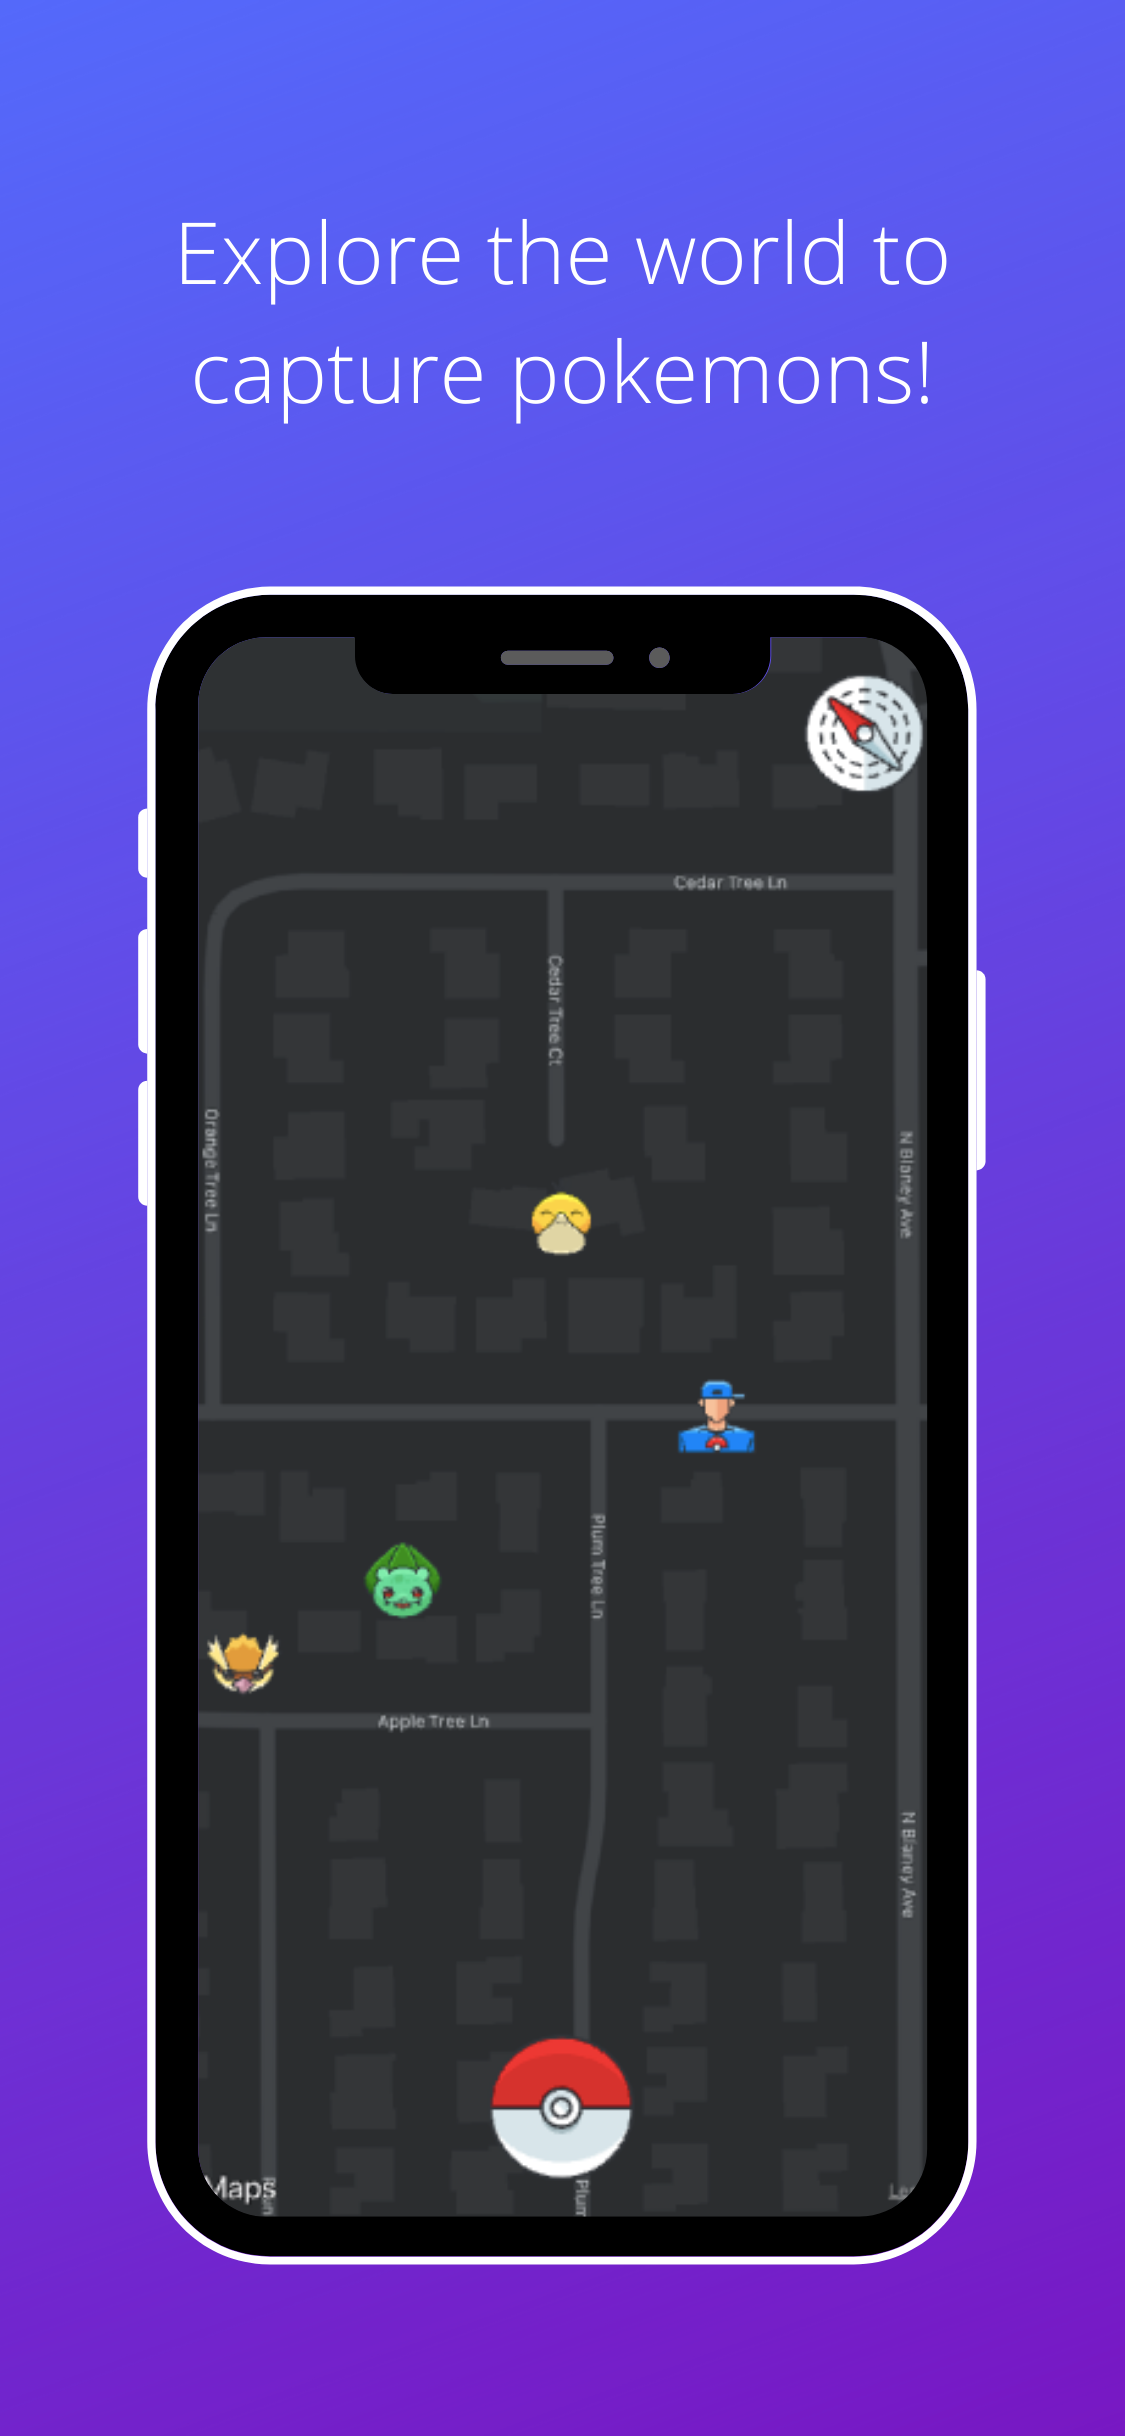 Explore the world to
capture pokemons!
Cedar Tree Ln
Cedar Tree Ct
Orange Tree Ln
N Blaney Ave
Plum Tree Ln
Apple Tree Ln
N Blaney Ave
Maps
Plum